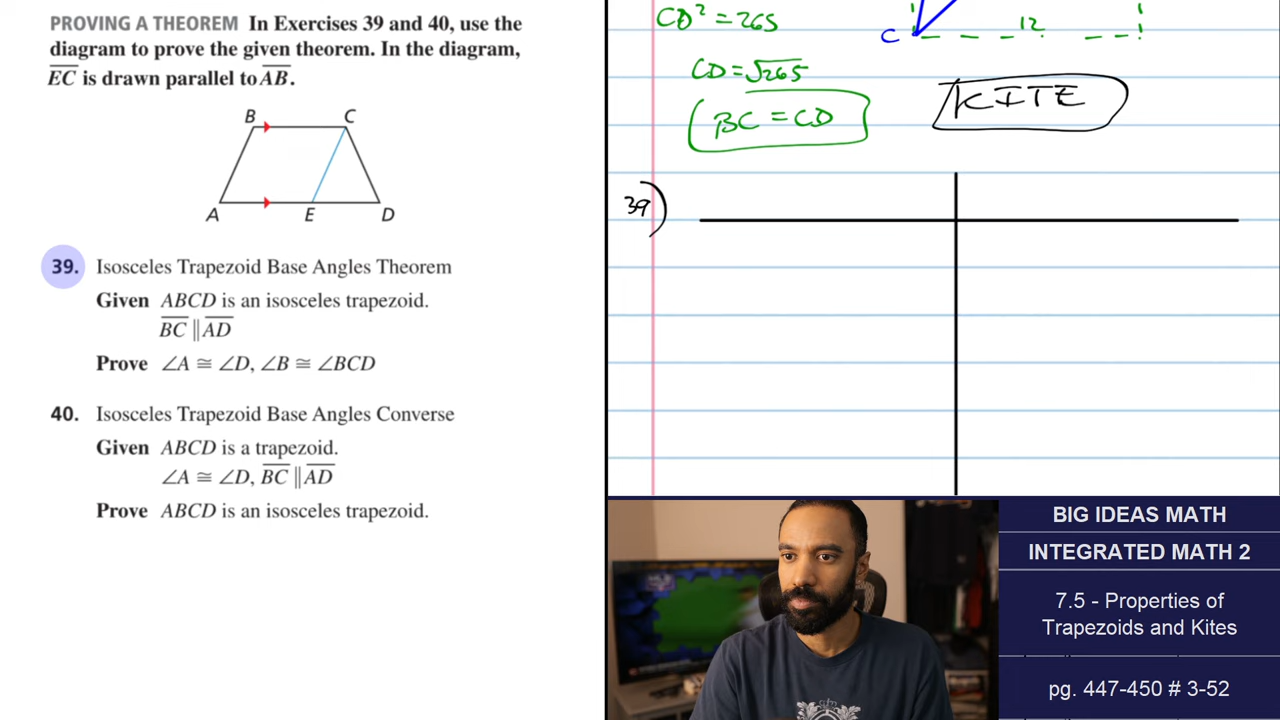 PROVING A THEOREM In Exercises 39 and 40, use the
diagram to prove the given theorem. In the diagram,
EC is drawn parallel to AB.
B
C
A
E
D
39. Isosceles Trapezoid Base Angles Theorem
Given ABCD is an isosceles trapezoid.
BC ∥ AD
Prove ∠A ≅ ∠D, ∠B ≅ ∠BCD
40. Isosceles Trapezoid Base Angles Converse
Given ABCD is a trapezoid.
∠A ≅ ∠D, BC ∥ AD
Prove ABCD is an isosceles trapezoid.
CD² = 265
C
12
CD = √265
BC = CD
KITE
39)
BIG IDEAS MATH
INTEGRATED MATH 2
7.5 - Properties of
Trapezoids and Kites
pg. 447-450 # 3-52